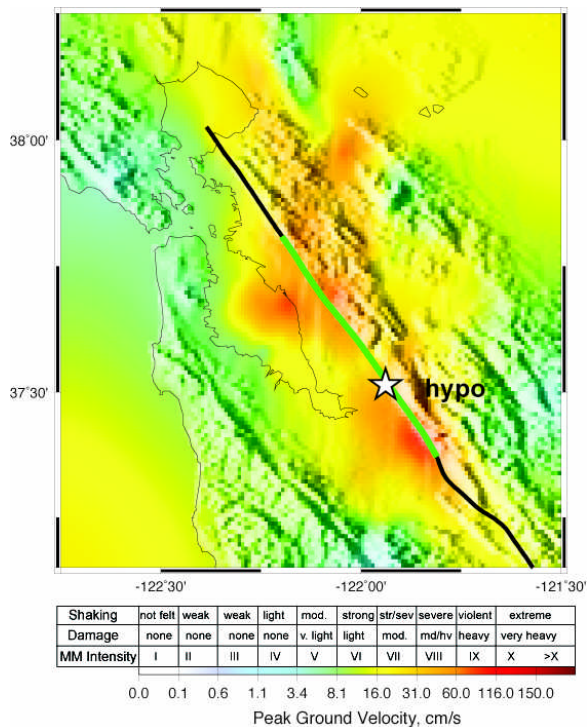 38˚00'
hypo
37˚30'
-122˚30' -122˚00' -121˚30'
Shaking not felt weak weak light mod. strong str/sev severe violent extreme
Damage none none none none v. light light mod. md/hv heavy very heavy
MM Intensity I II III IV V VI VII VIII IX X >X
0.0 0.1 0.6 1.1 3.4 8.1 16.0 31.0 60.0 116.0 150.0
Peak Ground Velocity, cm/s